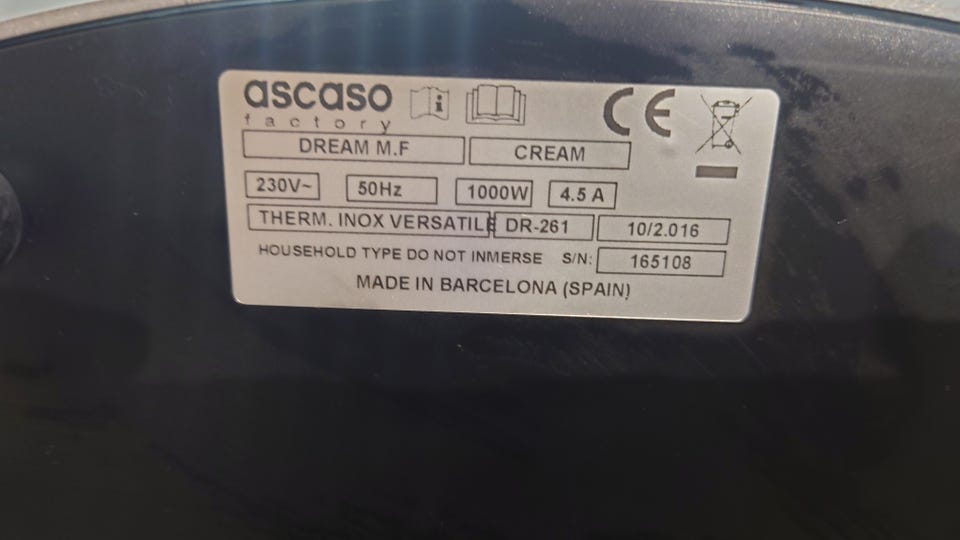 ascaso
factory
DREAM M.F CREAM
230V~ 50Hz 1000W 4.5 A
THERM. INOX VERSATILE DR-261 10/2.016
HOUSEHOLD TYPE DO NOT INMERSE S/N: 165108
MADE IN BARCELONA (SPAIN)